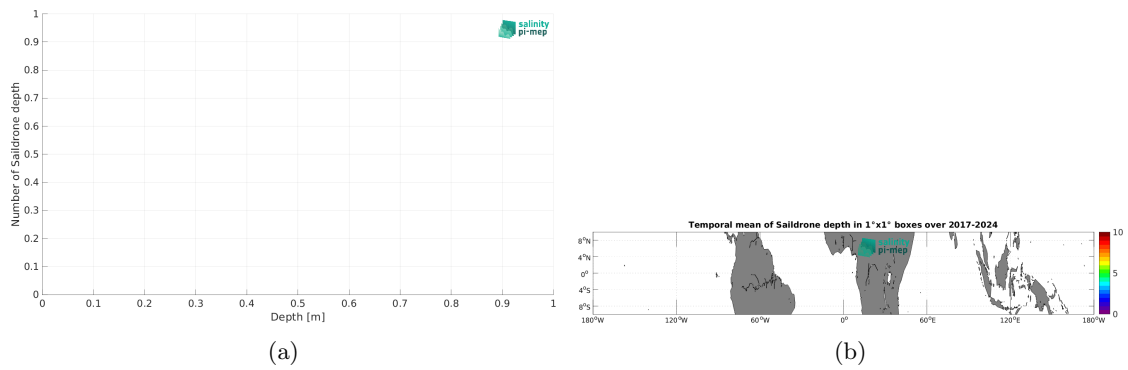 1
0.9
0.8
0.7
0.6
0.5
0.4
0.3
0.2
0.1
0
Number of Saildrone depth
salinity
pi-mep
0 0.1 0.2 0.3 0.4 0.5 0.6 0.7 0.8 0.9 1
Depth [m]
(a)
Temporal mean of Saildrone depth in 1°x1° boxes over 2017-2024
8°N
4°N
0°
4°S
8°S
salinity
pi-mep
180°W 120°W 60°W 0° 60°E 120°E 180°W
10
5
0
(b)